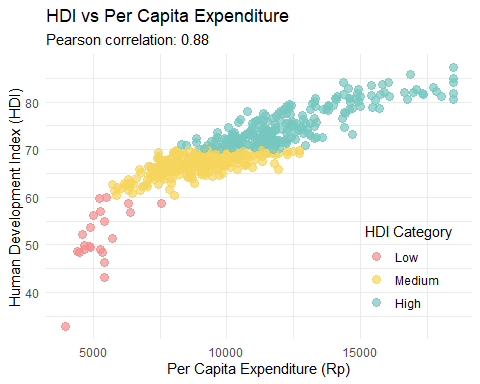 HDI vs Per Capita Expenditure
Pearson correlation: 0.88
Human Development Index (HDI)
80
70
60
50
40
HDI Category
Low
Medium
High
5000
10000
15000
Per Capita Expenditure (Rp)